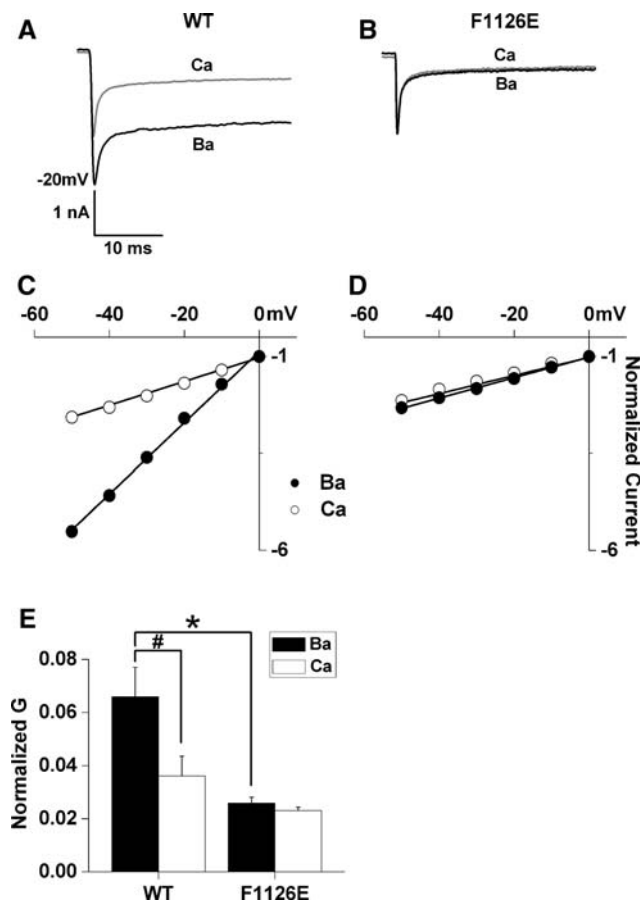 A
WT
B
F1126E
Ca
Ba
-20mV
1 nA
10 ms
Ca
Ba
C
-60 -40 -20 0mV
-1
-6
Ba
Ca
D
-60 -40 -20 0mV
-1
-6
Normalized Current
E
*
#
Ba
Ca
Normalized G
0.08
0.06
0.04
0.02
0.00
WT F1126E